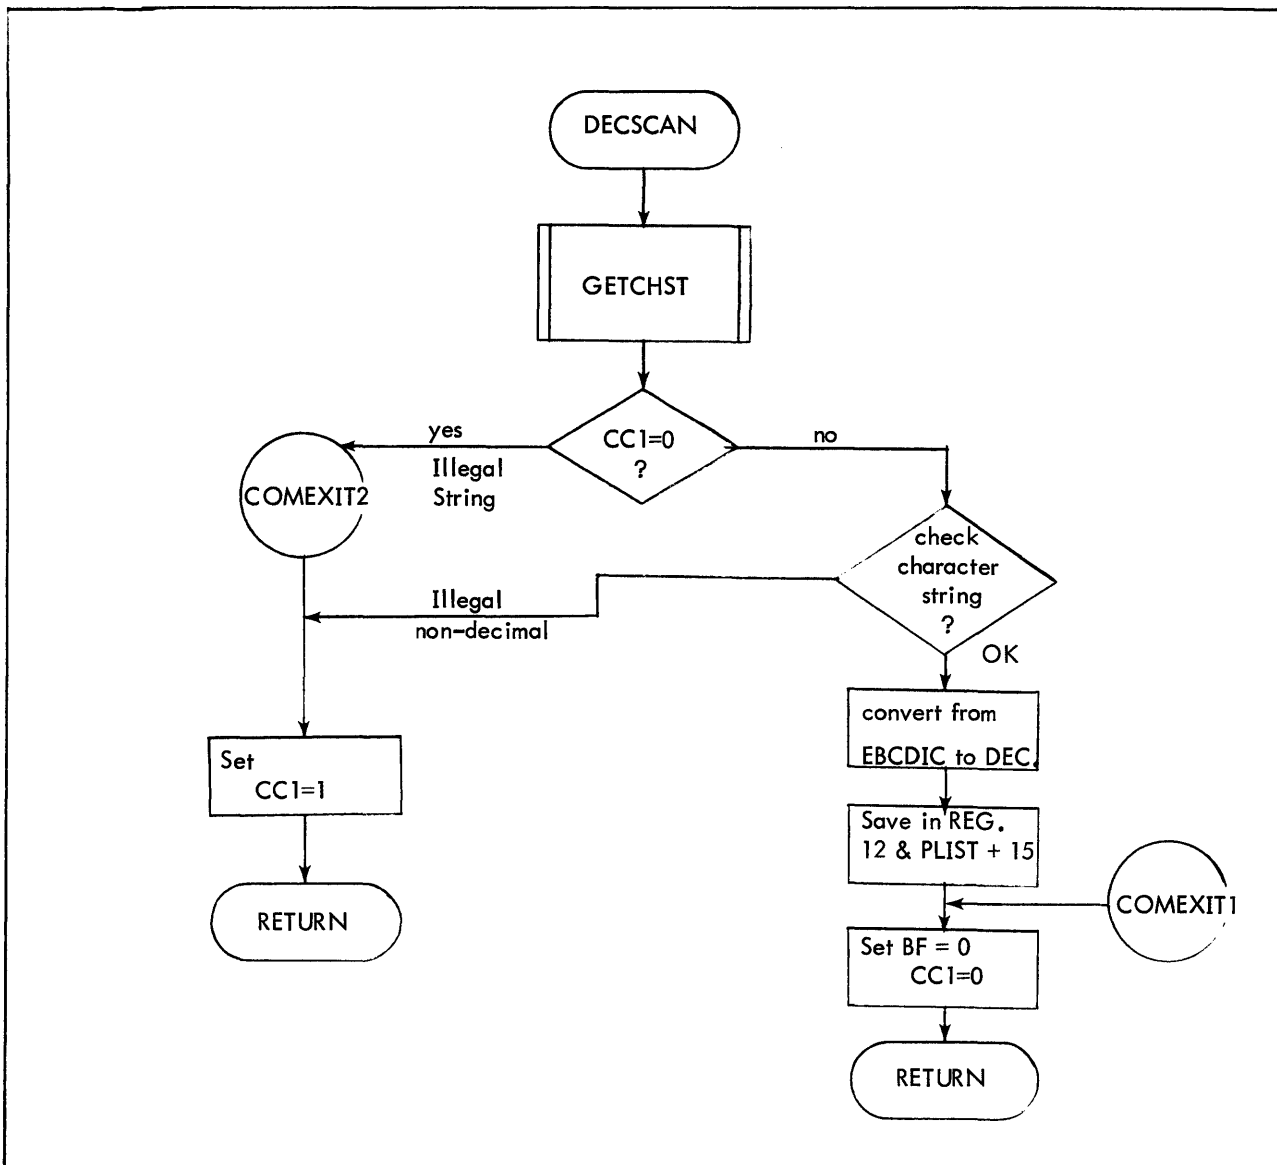 DECSCAN
GETCHST
CC1=0
?
yes
Illegal
String
no
COMEXIT2
check
character
string
?
Illegal
non-decimal
OK
convert from
EBCDIC to DEC.
Set
CC1=1
Save in REG.
12 & PLIST + 15
COMEXIT1
RETURN
Set BF = 0
CC1=0
RETURN